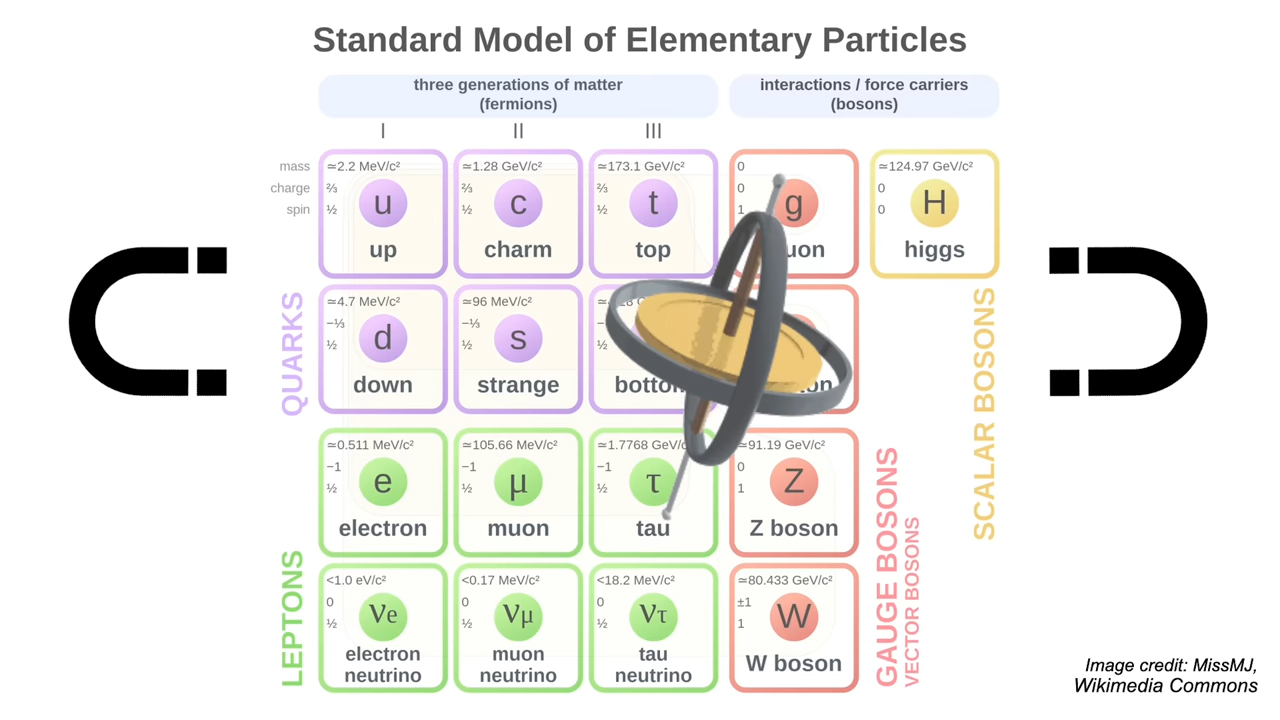 Standard Model of Elementary Particles
three generations of matter
(fermions)
interactions / force carriers
(bosons)
I
II
III
mass
charge
spin
≃2.2 MeV/c²
⅔
½
u
up
≃1.28 GeV/c²
⅔
½
c
charm
≃173.1 GeV/c²
⅔
½
t
top
0
0
1
g
≃124.97 GeV/c²
0
0
H
higgs
QUARKS
≃4.7 MeV/c²
−⅓
½
d
down
≃96 MeV/c²
−⅓
½
s
strange
½
SCALAR BOSONS
≃0.511 MeV/c²
−1
½
e
electron
≃105.66 MeV/c²
−1
½
μ
muon
≃1.7768 GeV/c²
−1
½
τ
tau
≃91.19 GeV/c²
0
1
Z
Z boson
LEPTONS
<1.0 eV/c²
0
½
νe
electron
neutrino
<0.17 MeV/c²
0
½
νμ
muon
neutrino
<18.2 MeV/c²
0
½
ντ
tau
neutrino
≃80.433 GeV/c²
±1
1
W
W boson
GAUGE BOSONS
VECTOR BOSONS
Image credit: MissMJ,
Wikimedia Commons